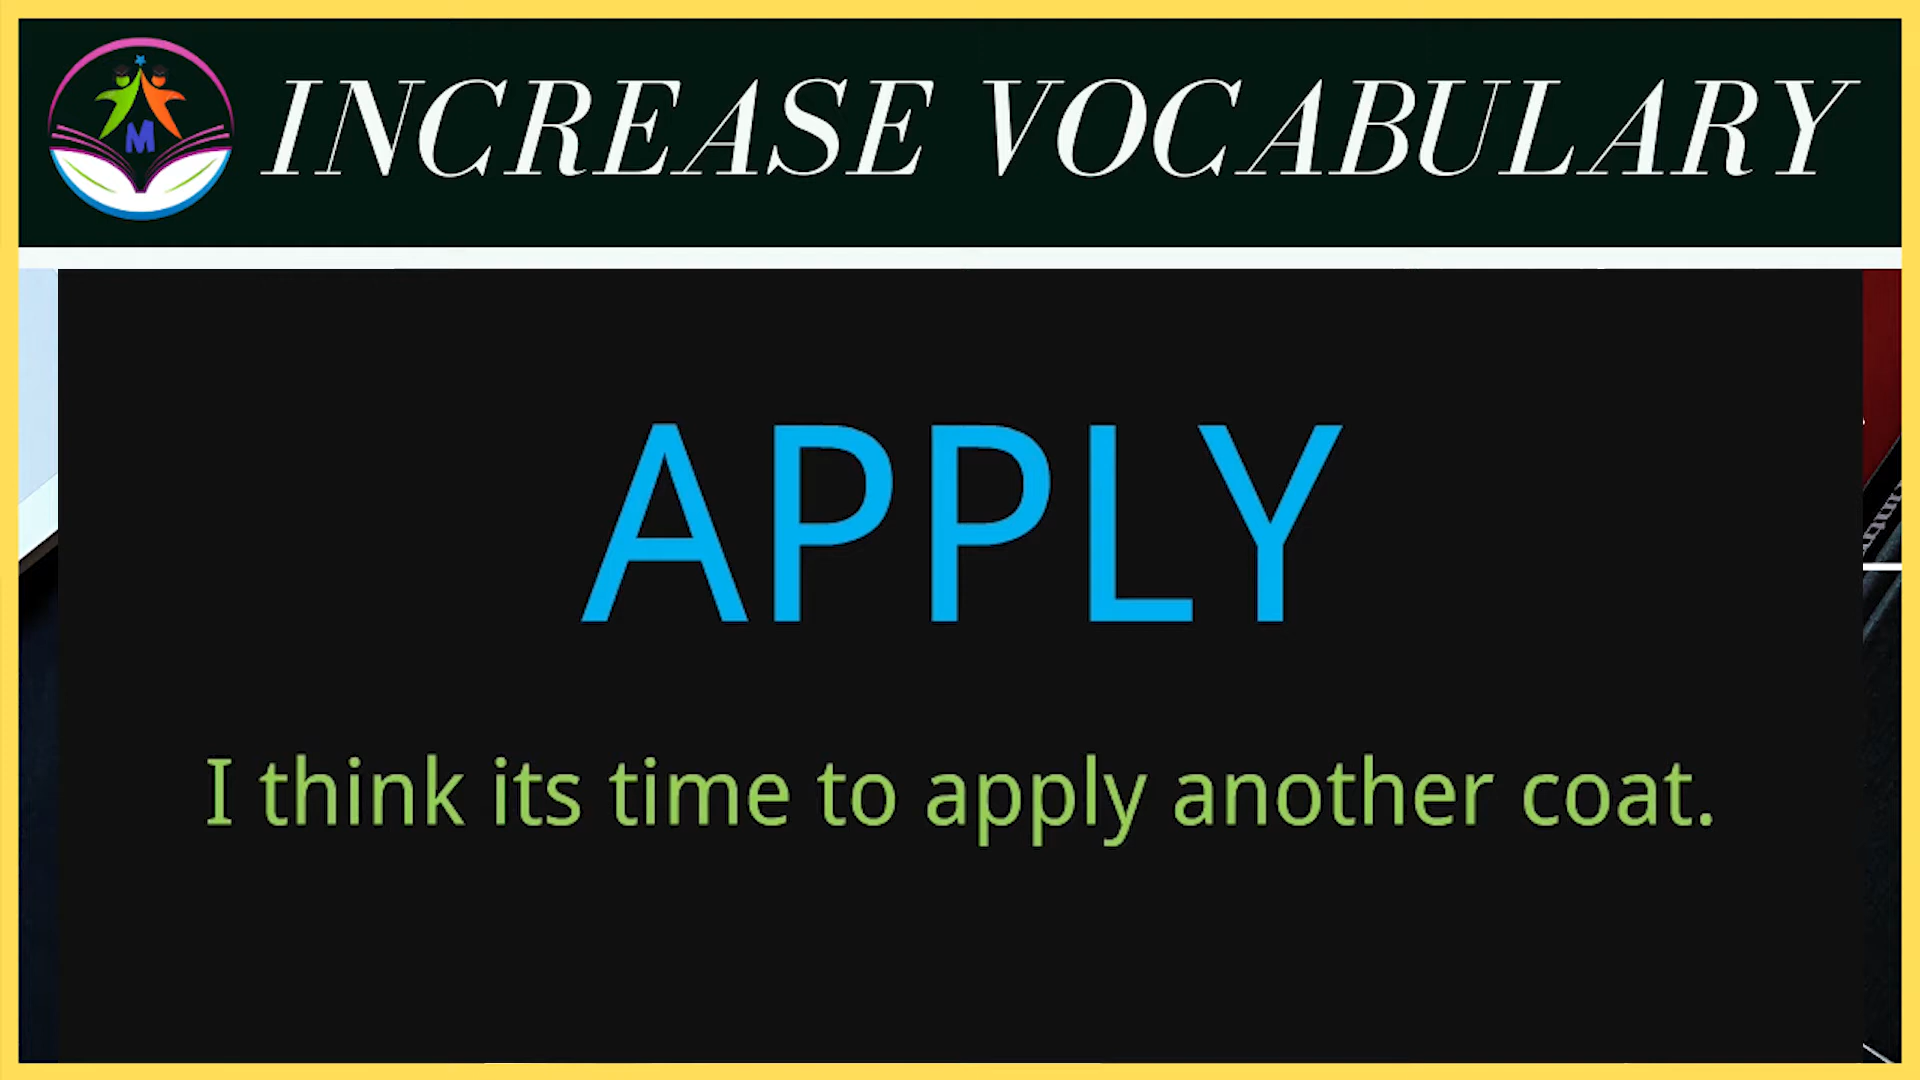 M
INCREASE VOCABULARY
APPLY
I think its time to apply another coat.